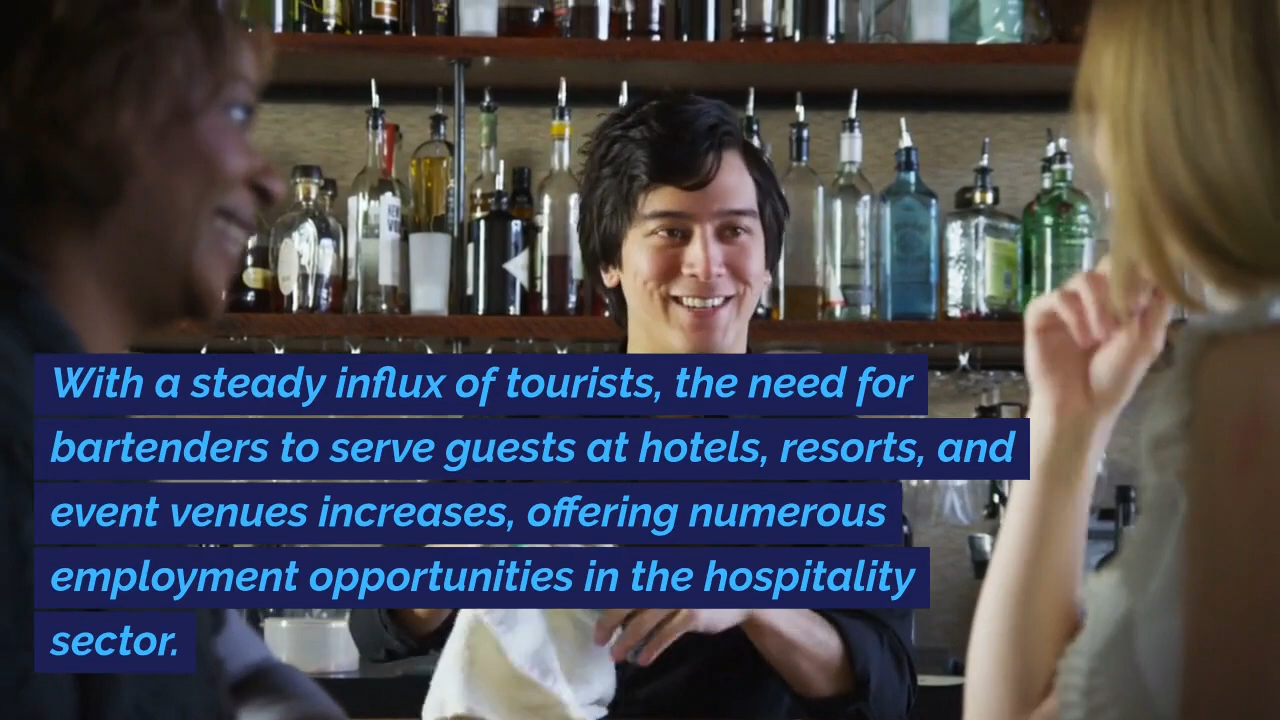 With a steady influx of tourists, the need for
bartenders to serve guests at hotels, resorts, and
event venues increases, offering numerous
employment opportunities in the hospitality
sector.